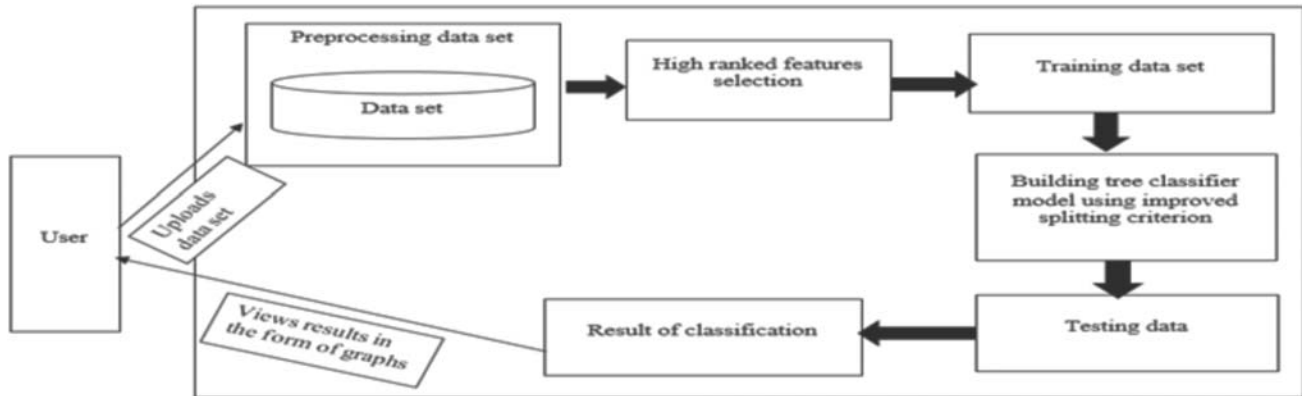 Preprocessing data set
Data set
High ranked features
selection
Training data set
Building tree classifier
model using improved
splitting criterion
Testing data
Result of classification
User
Uploads
data set
Views results in
the form of graphs